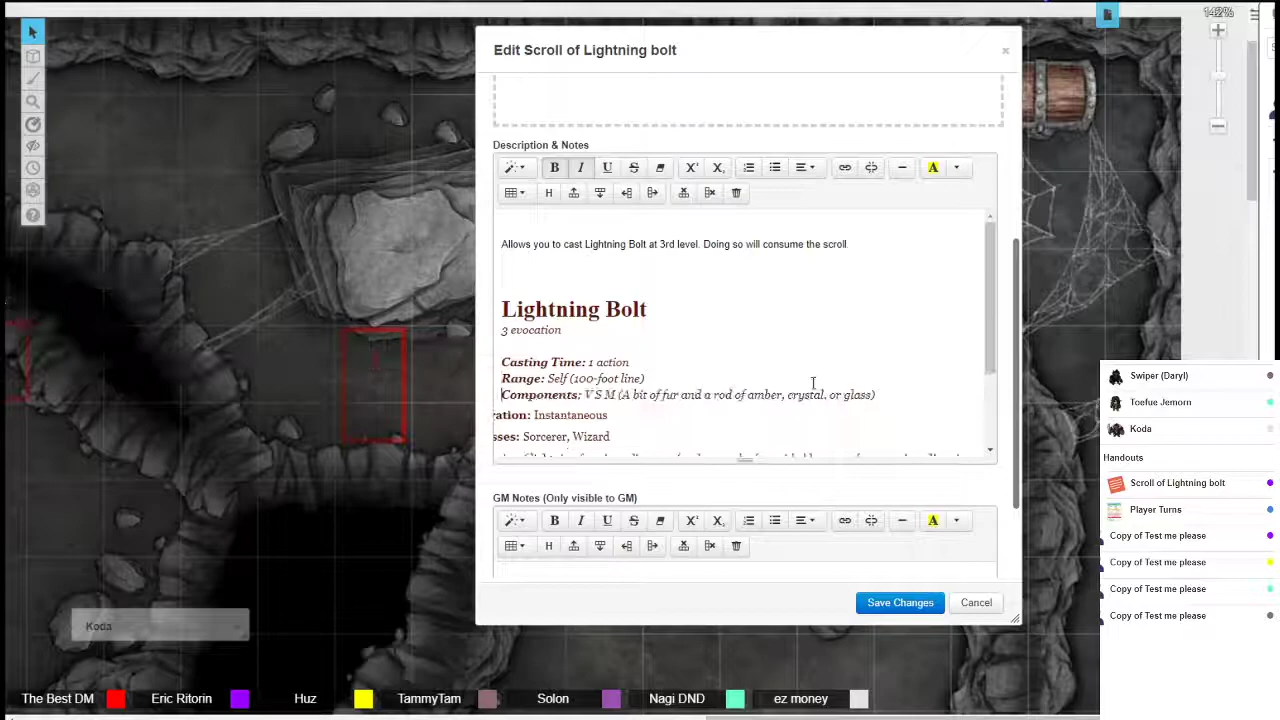 142%
Edit Scroll of Lightning bolt
×
Description & Notes
B I U S X² X₂ A
H
Allows you to cast Lightning Bolt at 3rd level. Doing so will consume the scroll.
Lightning Bolt
3 evocation
Casting Time: 1 action
Range: Self (100-foot line)
Components: V S M (A bit of fur and a rod of amber, crystal, or glass)
ration: Instantaneous
sses: Sorcerer, Wizard
GM Notes (Only visible to GM)
B I U S X² X₂ A
H
Save Changes
Cancel
Swiper (Daryl)
Toefue Jemorn
Koda
Handouts
Scroll of Lightning bolt
Player Turns
Copy of Test me please
Copy of Test me please
Copy of Test me please
Copy of Test me please
Koda
The Best DM
Eric Ritorin
Huz
TammyTam
Solon
Nagi DND
ez money